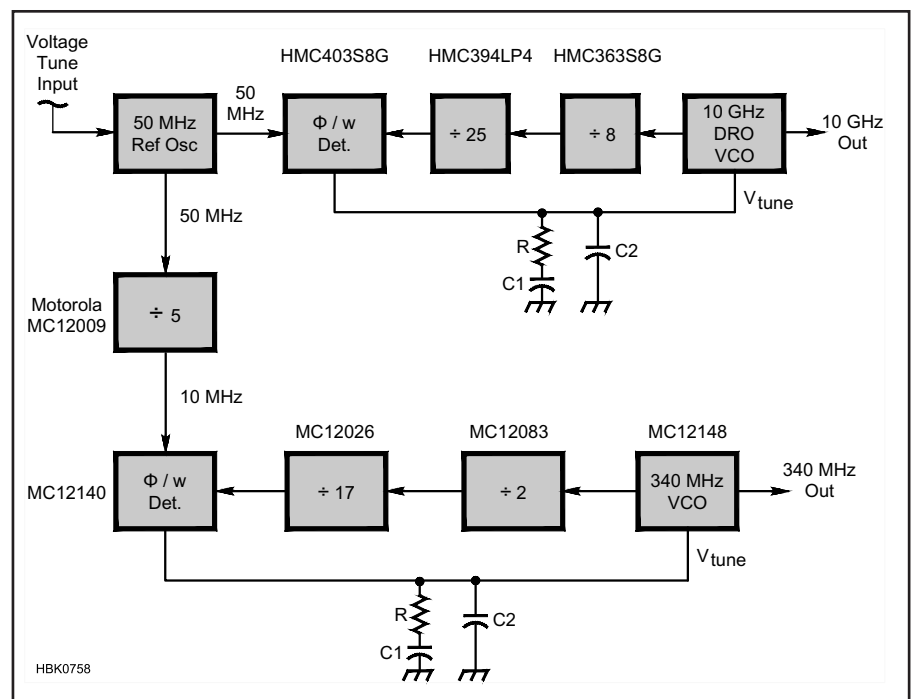 Voltage
Tune
Input
HMC403S8G
HMC394LP4
HMC363S8G
50 MHz
Ref Osc
50
MHz
Φ / w
Det.
÷ 25
÷ 8
10 GHz
DRO
VCO
10 GHz
Out
Vtune
R
C1
C2
50 MHz
Motorola
MC12009
÷ 5
10 MHz
MC12026
MC12083
MC12148
MC12140
Φ / w
Det.
÷ 17
÷ 2
340 MHz
VCO
340 MHz
Out
Vtune
R
C1
C2
HBK0758